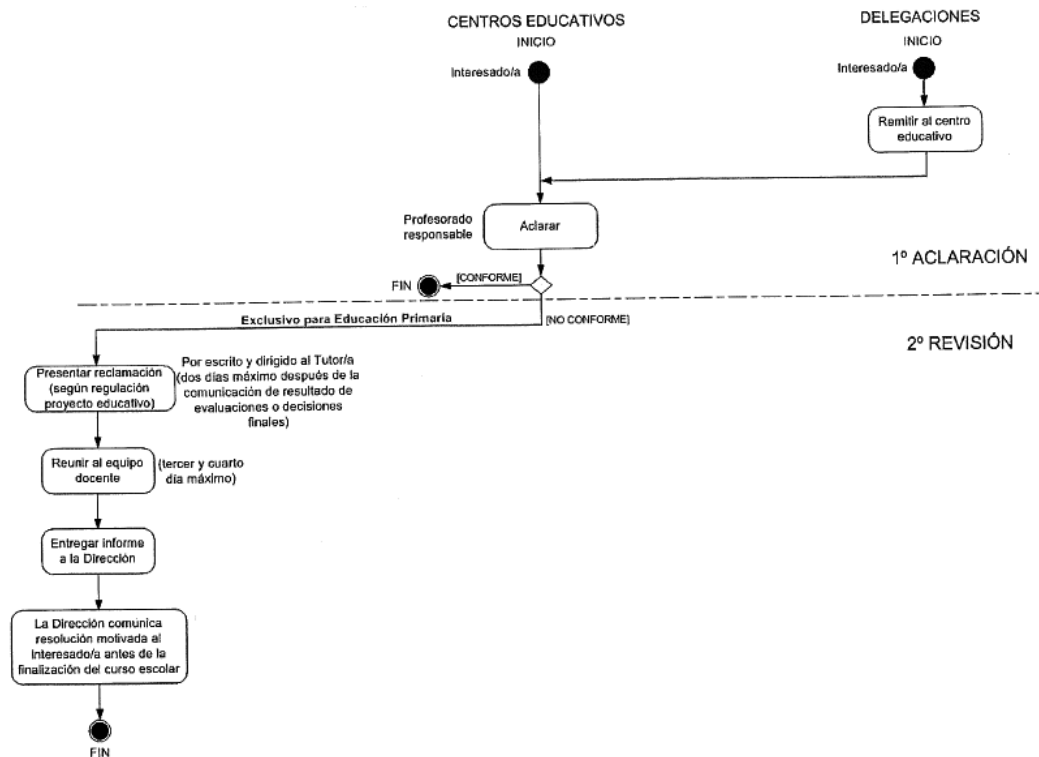 CENTROS EDUCATIVOS
INICIO
Interesado/a
DELEGACIONES
INICIO
Interesado/a
Remitir al centro
educativo
Profesorado
responsable
Aclarar
1º ACLARACIÓN
FIN
[CONFORME]
Exclusivo para Educación Primaria
[NO CONFORME]
2º REVISIÓN
Presentar reclamación
(según regulación
proyecto educativo)
Por escrito y dirigido al Tutor/a
(dos días máximo después de la
comunicación de resultado de
evaluaciones o decisiones
finales)
Reunir al equipo
docente
(tercer y cuarto
día máximo)
Entregar informe
a la Dirección
La Dirección comunica
resolución motivada al
Interesado/a antes de la
finalización del curso escolar
FIN